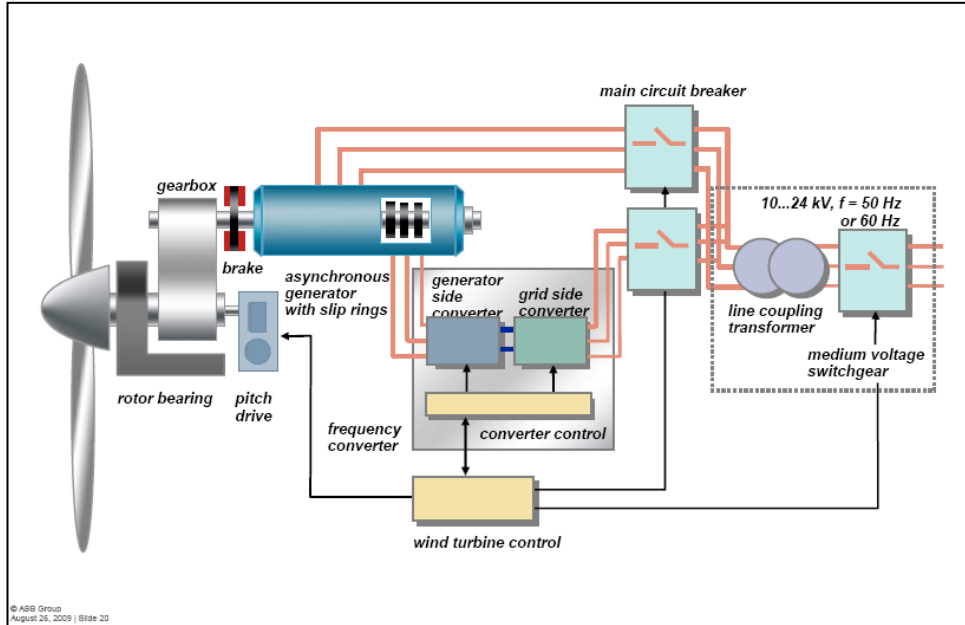 main circuit breaker
gearbox
10...24 kV, f = 50 Hz
or 60 Hz
brake
asynchronous
generator
with slip rings
generator
side
converter
grid side
converter
line coupling
transformer
medium voltage
switchgear
rotor bearing
pitch
drive
frequency
converter
converter control
wind turbine control
© ABB Group
August 26, 2009 | Slide 20